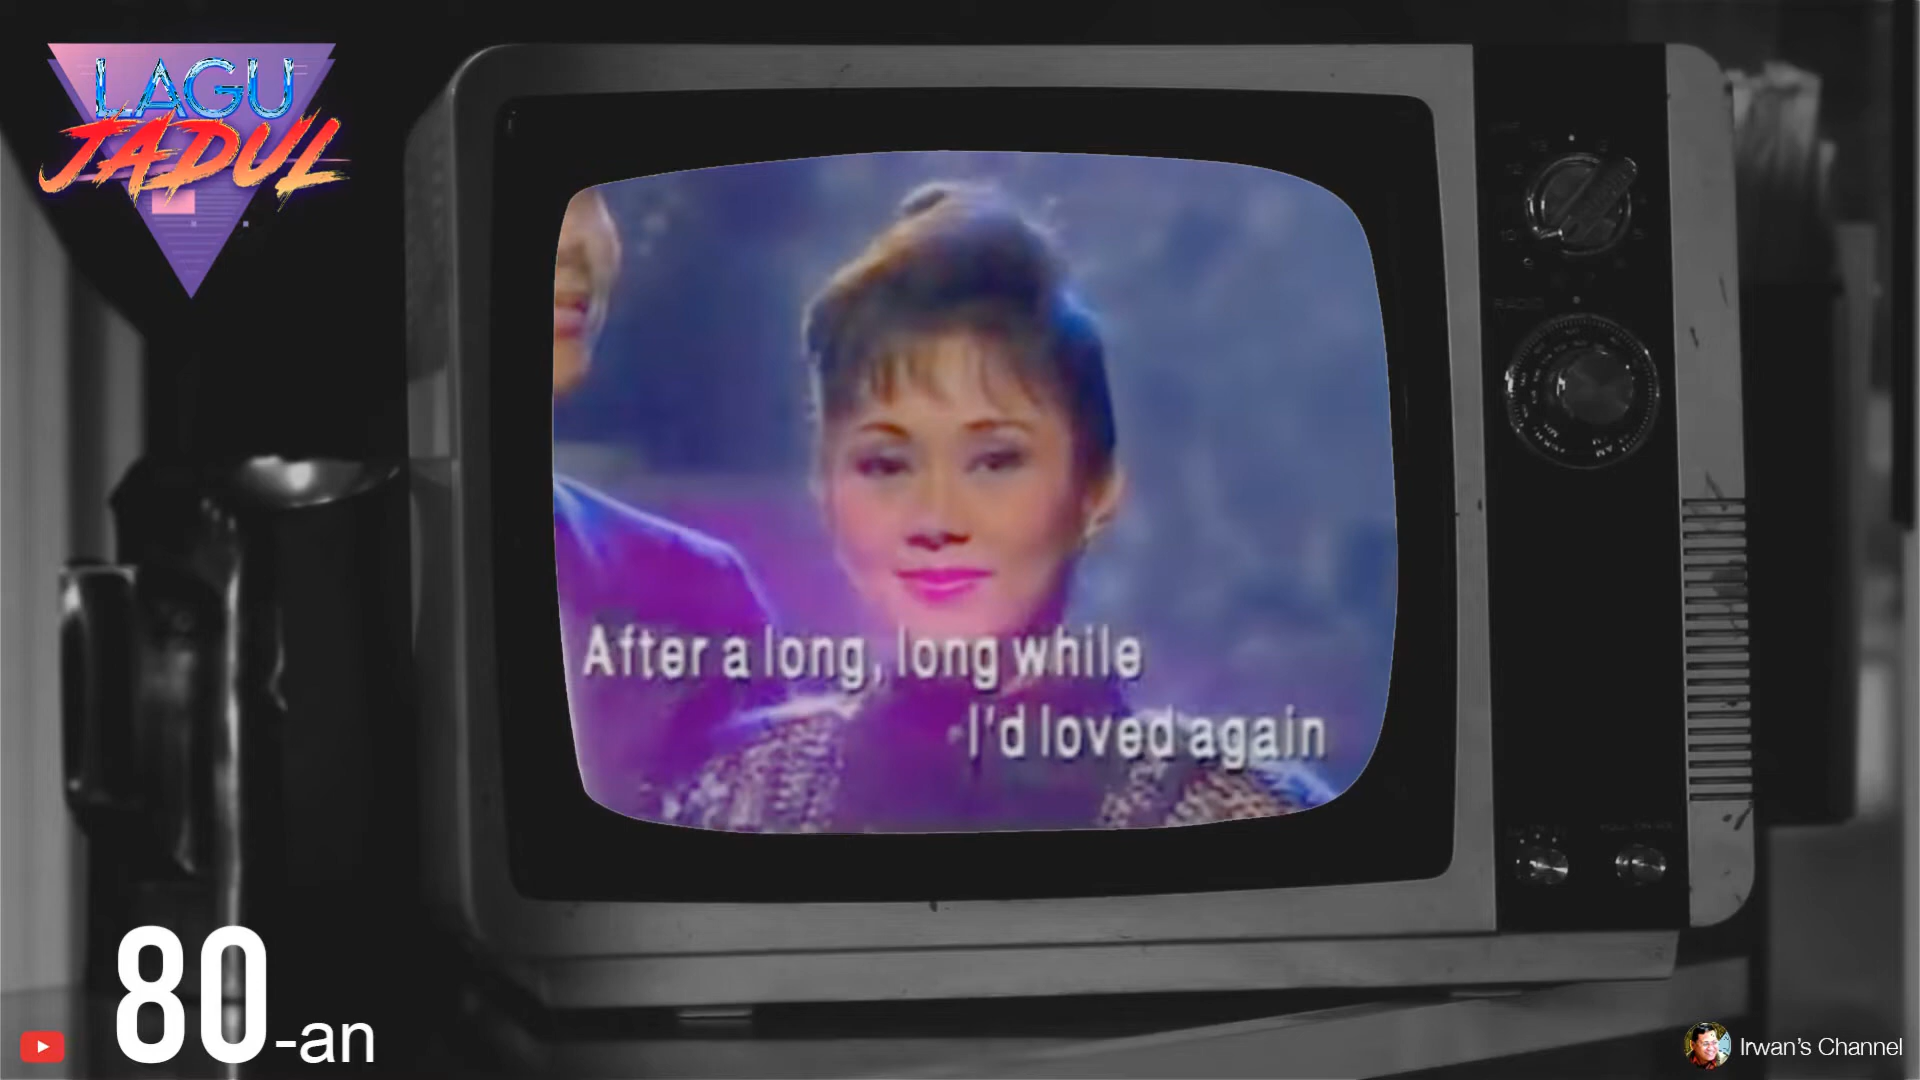 LAGU
JADUL
After a long, long while
I'd loved again
80-an
Irwan's Channel